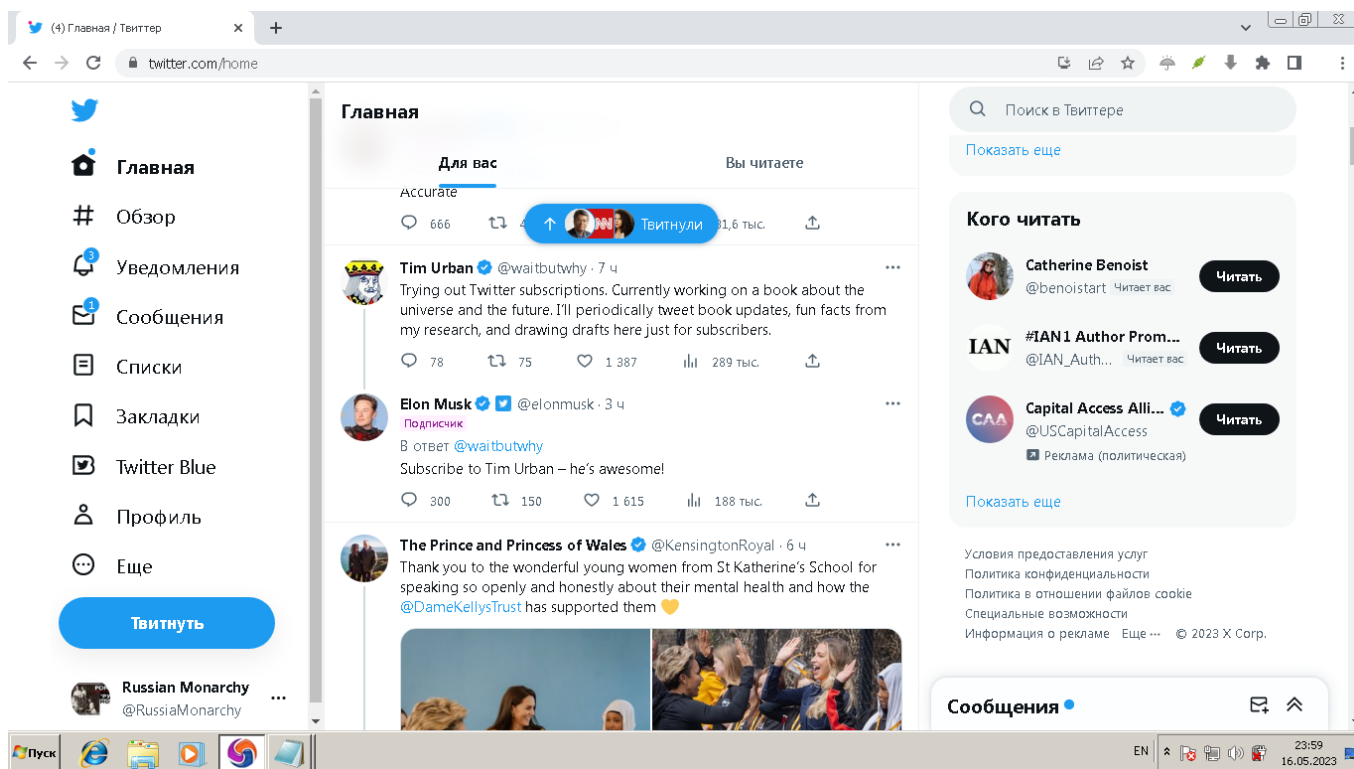 (4) Главная / Твиттер
twitter.com/home
Главная
Обзор
3
Уведомления
1
Сообщения
Списки
Закладки
Twitter Blue
Профиль
Еще
Твитнуть
Russian Monarchy
@RussiaMonarchy
Главная
Для вас
Вы читаете
Accurate
666
Твитнули
31,6 тыс.
Tim Urban @waitbutwhy · 7 ч
Trying out Twitter subscriptions. Currently working on a book about the
universe and the future. I'll periodically tweet book updates, fun facts from
my research, and drawing drafts here just for subscribers.
78 75 1 387 289 тыс.
Elon Musk @elonmusk · 3 ч
Подписчик
В ответ @waitbutwhy
Subscribe to Tim Urban – he's awesome!
300 150 1 615 188 тыс.
The Prince and Princess of Wales @KensingtonRoyal · 6 ч
Thank you to the wonderful young women from St Katherine's School for
speaking so openly and honestly about their mental health and how the
@DameKellysTrust has supported them
Поиск в Твиттере
Показать еще
Кого читать
Catherine Benoist
@benoistart Читает вас
Читать
IAN
#IAN1 Author Prom...
@IAN_Auth... Читает вас
Читать
CAA
Capital Access Alli...
@USCapitalAccess
Читать
Реклама (политическая)
Показать еще
Условия предоставления услуг
Политика конфиденциальности
Политика в отношении файлов cookie
Специальные возможности
Информация о рекламе Еще ··· © 2023 X Corp.
Сообщения
Пуск
EN
23:59
16.05.2023